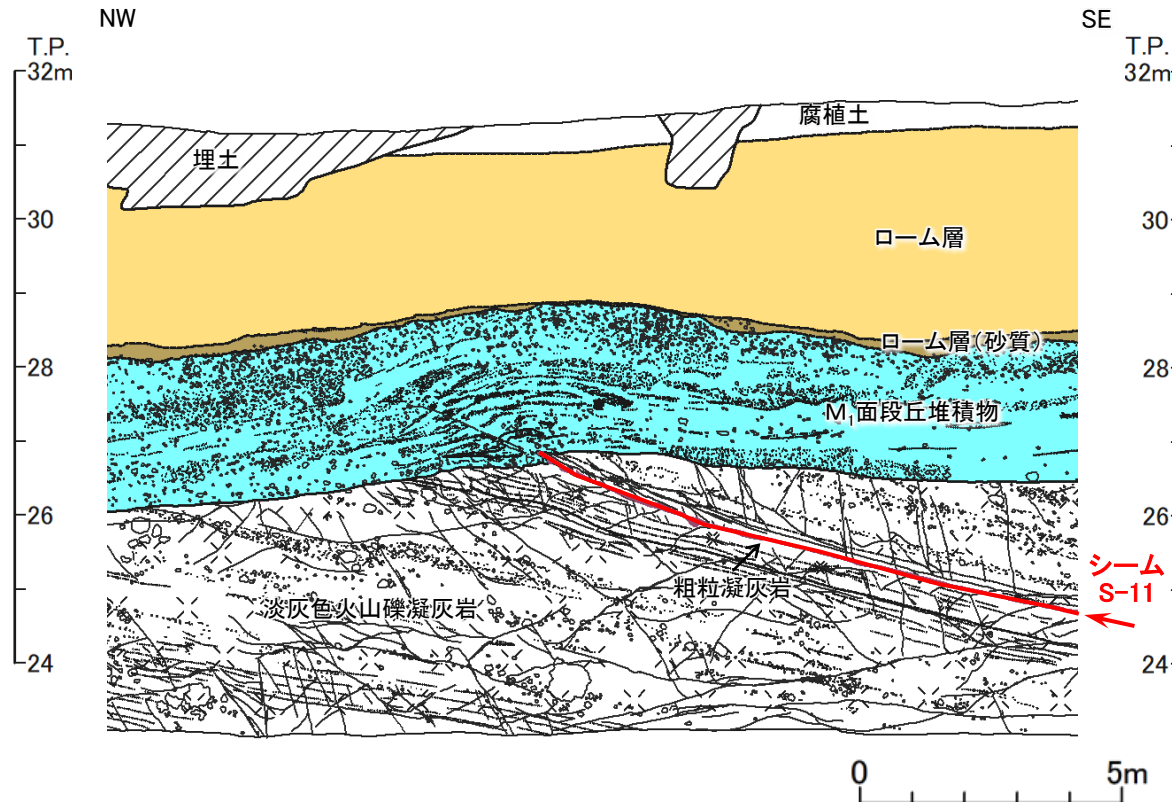 NW
SE
T.P.
T.P.
32m
32m
腐植土
埋土
30
30
ローム層
ローム層(砂質)
28
28
M1面段丘堆積物
26
26
シーム
S-11
粗粒凝灰岩
淡灰色火山礫凝灰岩
24
24
0
5m